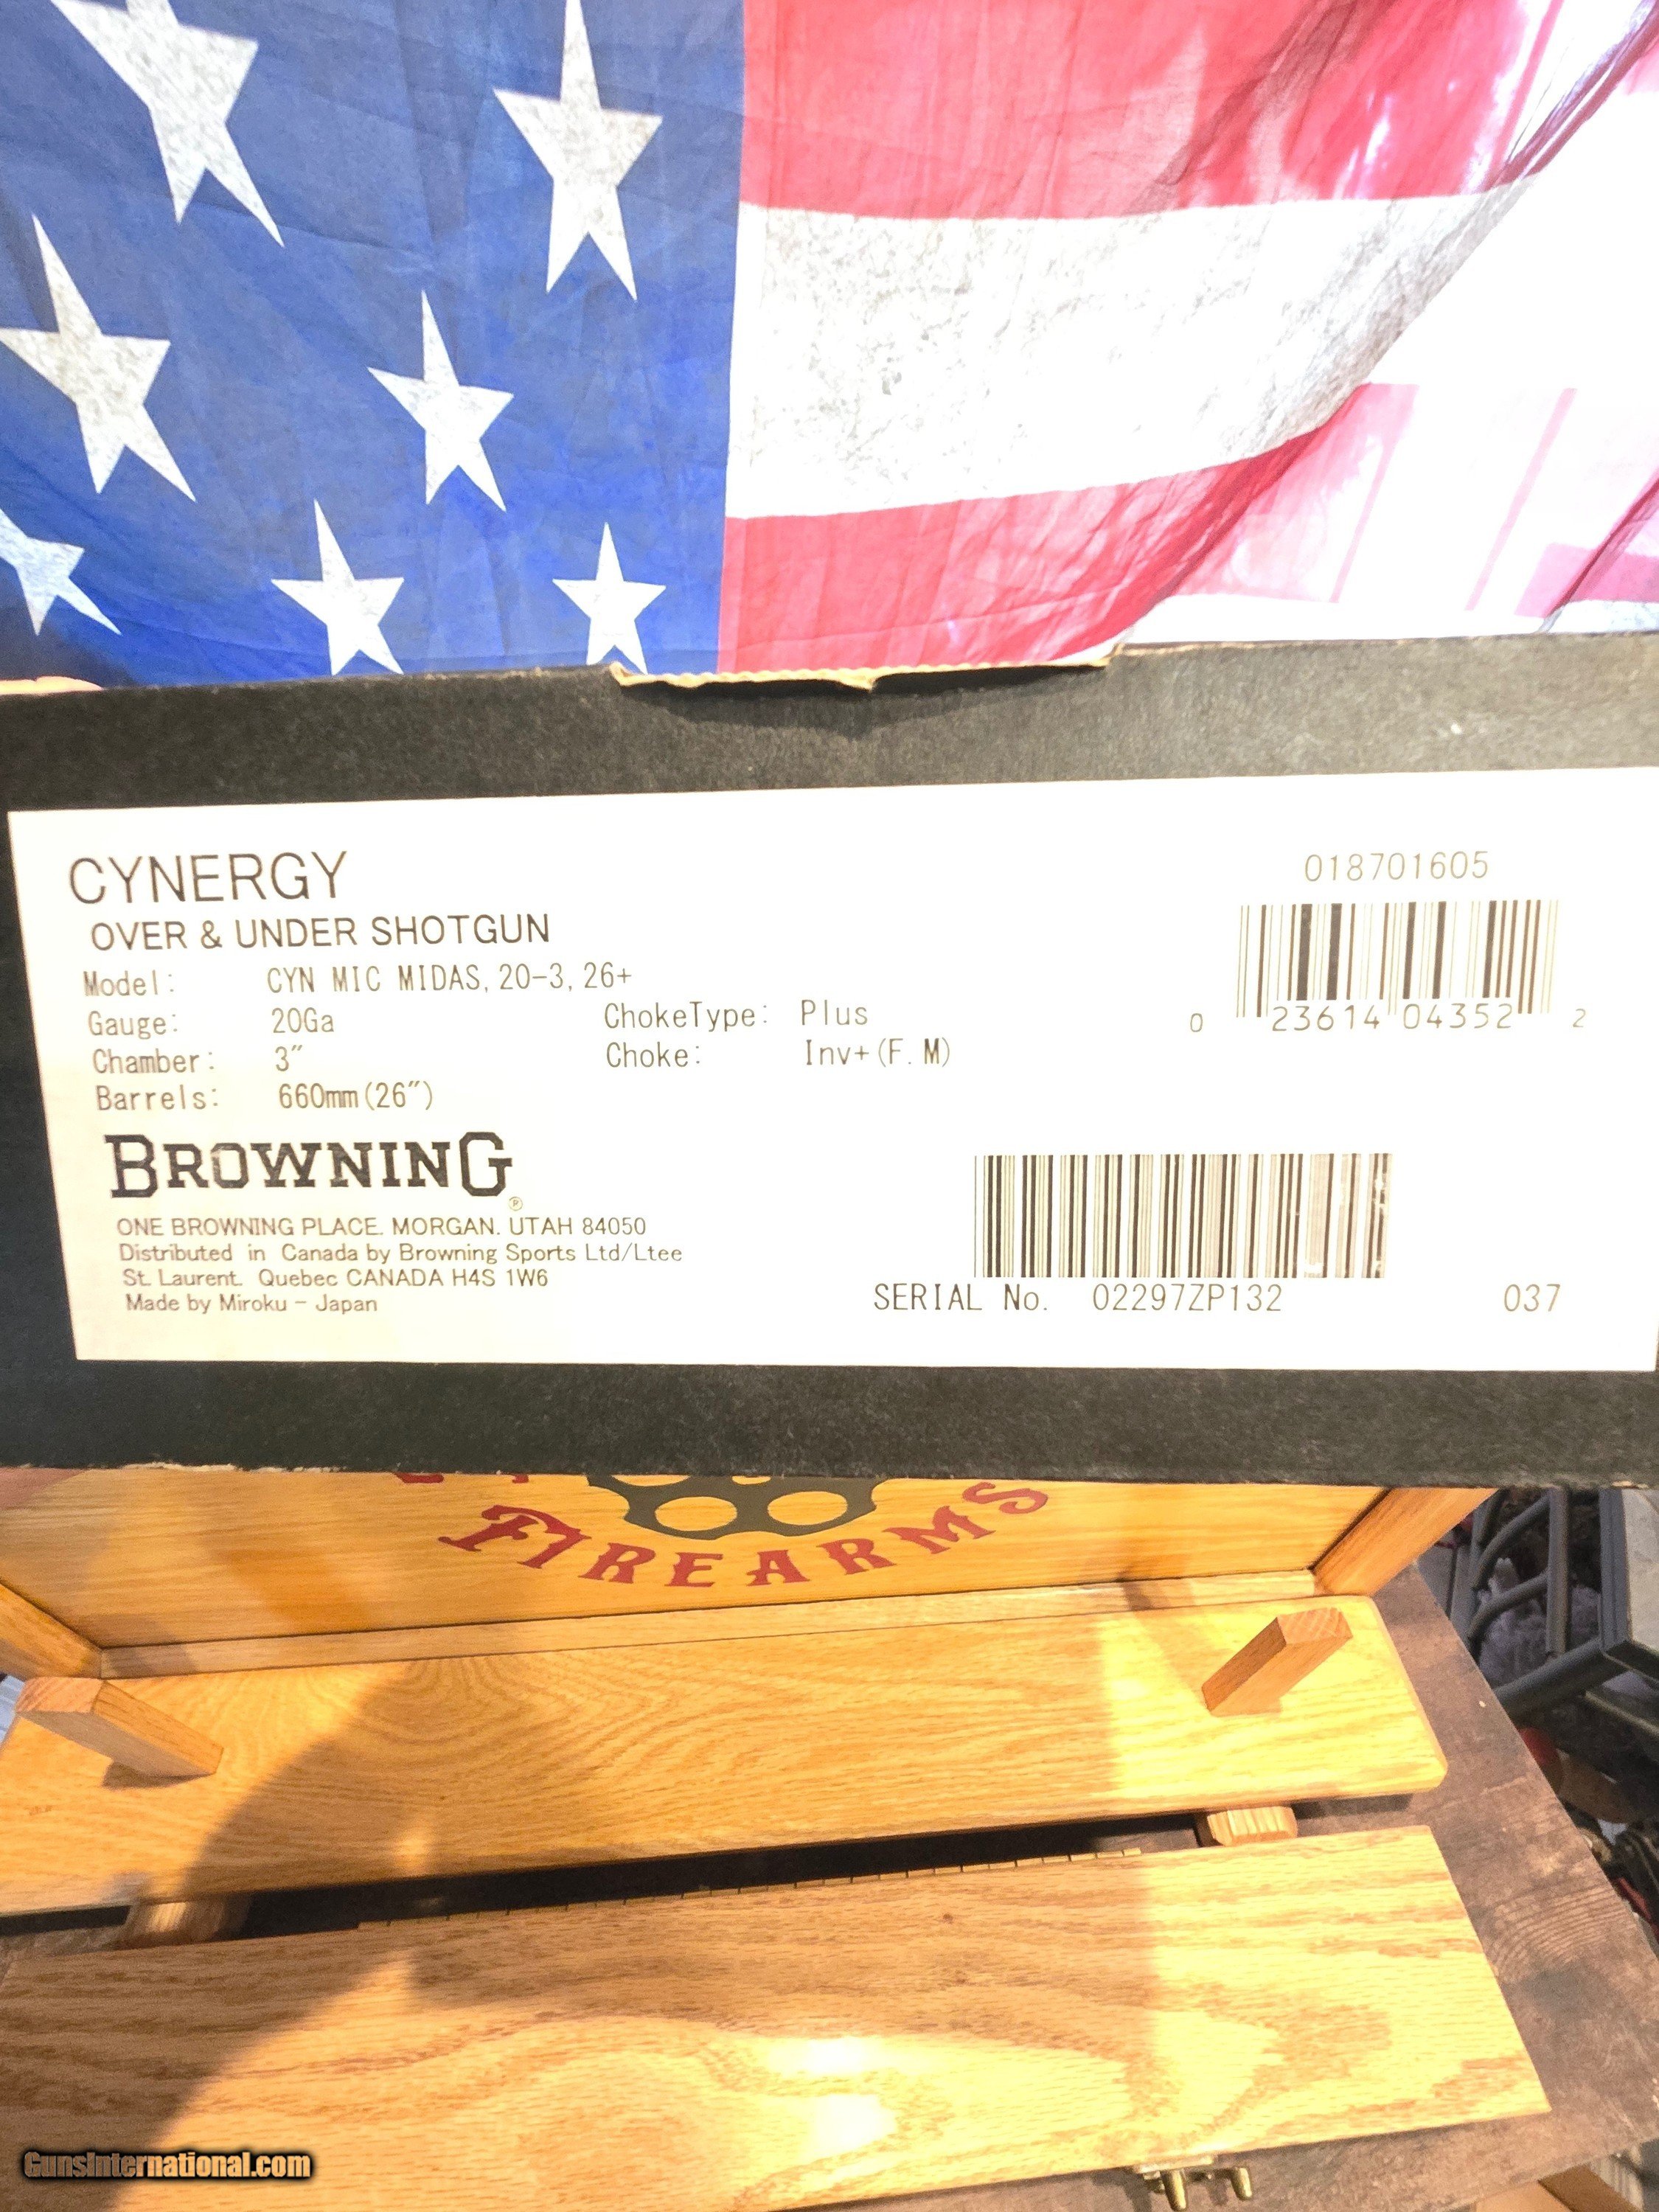 CYNERGY
OVER & UNDER SHOTGUN
Model: CYN MIC MIDAS, 20-3, 26+
Gauge: 20Ga
Chamber: 3"
Barrels: 660mm(26")
ChokeType: Plus
Choke: Inv+(F. M)
018701605
0 23614 04352 2
BROWNING®
ONE BROWNING PLACE. MORGAN. UTAH 84050
Distributed in Canada by Browning Sports Ltd/Ltee
St. Laurent. Quebec CANADA H4S 1W6
Made by Miroku - Japan
SERIAL No. 02297ZP132
037
FIREARMS
GunsInternational.com